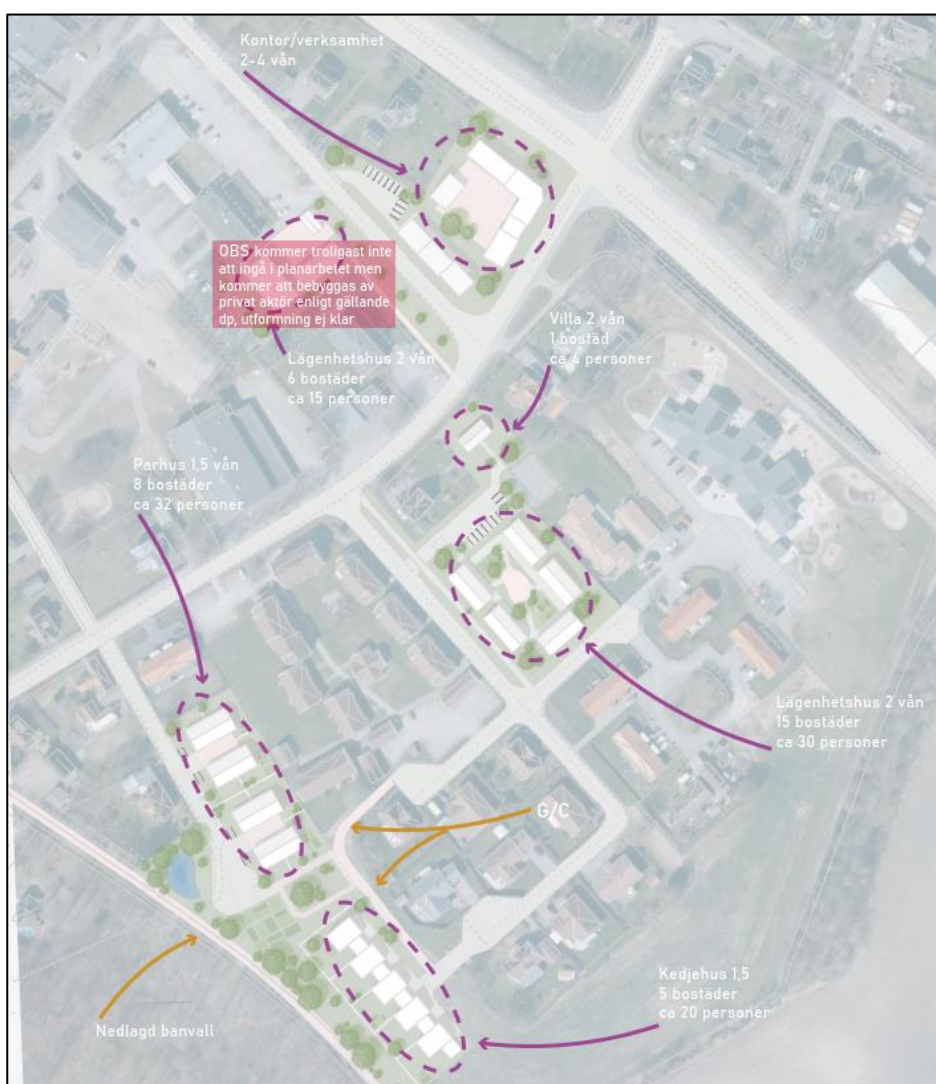 Kontor/verksamhet
2-4 vån
OBS kommer troligast inte
att ingå i planarbetet men
kommer att bebyggas av
privat aktör enligt gällande
dp, utformning ej klar
Lägenhetshus 2 vån
6 bostäder
ca 15 personer
Villa 2 vån
1 bostad
ca 4 personer
Parhus 1,5 vån
8 bostäder
ca 32 personer
Lägenhetshus 2 vån
15 bostäder
ca 30 personer
G/C
Kedjehus 1,5
5 bostäder
ca 20 personer
Nedlagd banvall